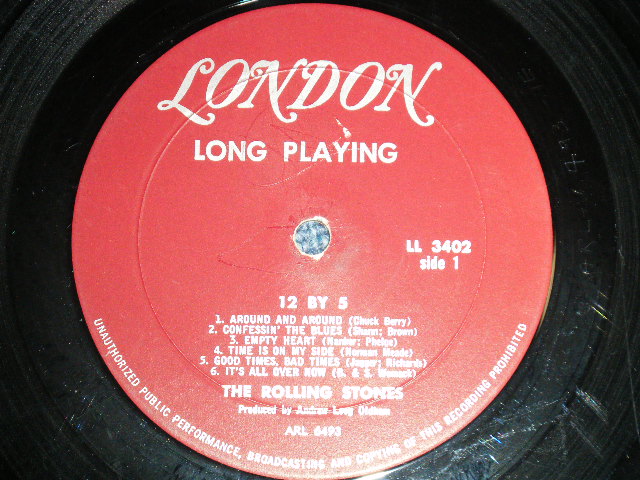 LONDON
LONG PLAYING
LL 3402
side 1
12 BY 5
1. AROUND AND AROUND (Chuck Berry)
2. CONFESSIN' THE BLUES (Shann; Brown)
3. EMPTY HEART (Nanker; Phelge)
4. TIME IS ON MY SIDE (Norman Meade)
5. GOOD TIMES, BAD TIMES (Jagger; Richards)
6. IT'S ALL OVER NOW (B. & S. Womack)
THE ROLLING STONES
Produced by Andrew Loog Oldham
ARL 6493
UNAUTHORIZED PUBLIC PERFORMANCE, BROADCASTING AND COPYING OF THIS RECORDING PROHIBITED